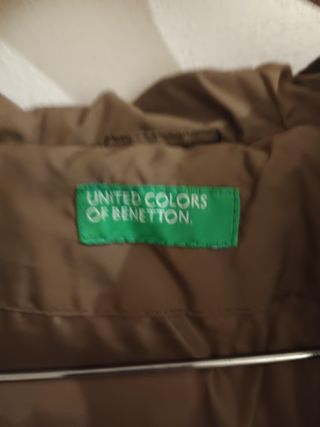 UNITED COLORS
OF BENETTON.